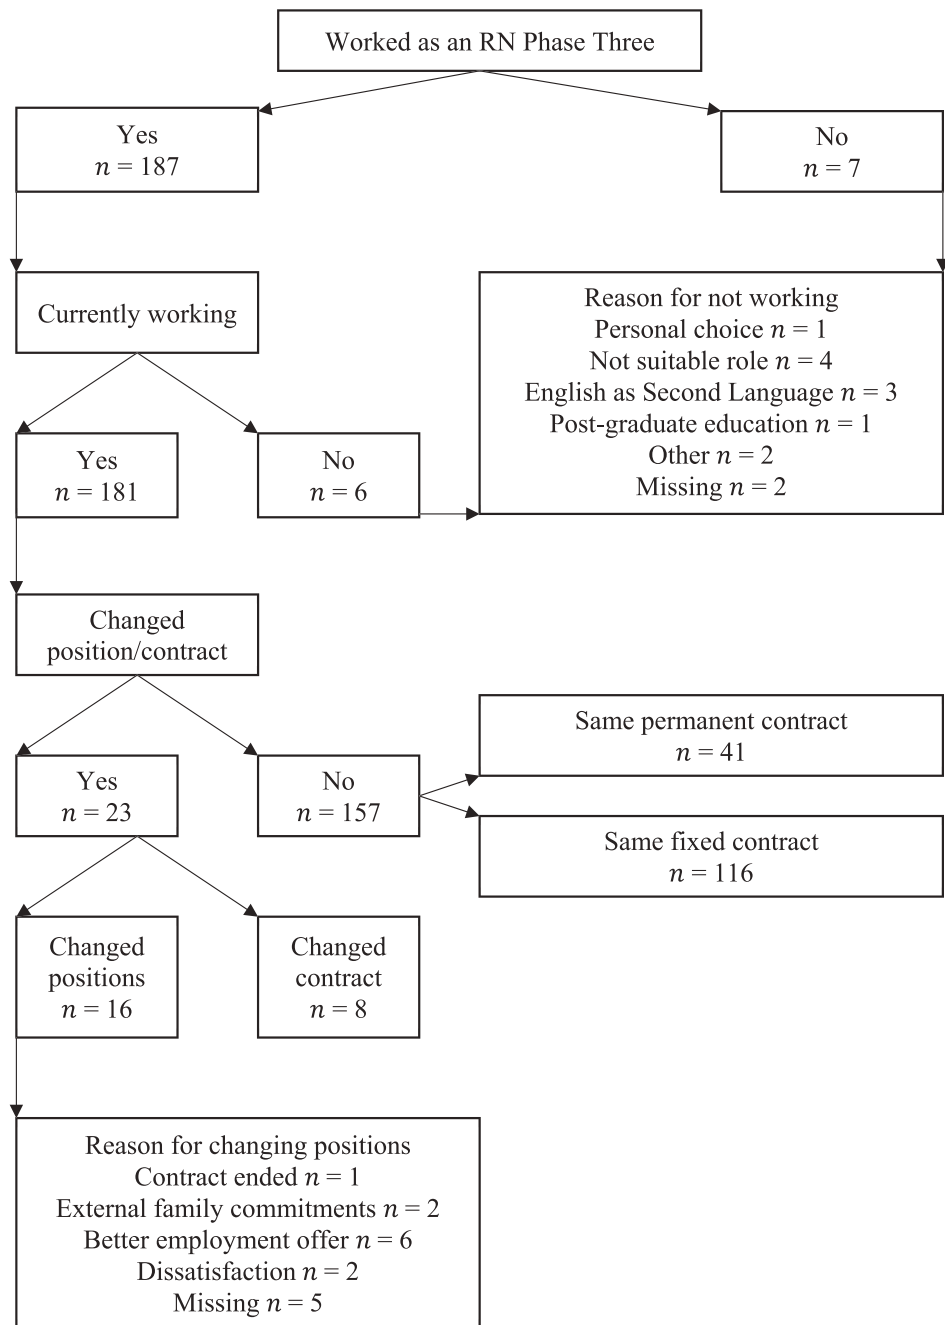 Worked as an RN Phase Three
Yes
n = 187
No
n = 7
Currently working
Reason for not working
Personal choice n = 1
Not suitable role n = 4
English as Second Language n = 3
Post-graduate education n = 1
Other n = 2
Missing n = 2
Yes
n = 181
No
n = 6
Changed
position/contract
Same permanent contract
n = 41
Yes
n = 23
No
n = 157
Same fixed contract
n = 116
Changed
positions
n = 16
Changed
contract
n = 8
Reason for changing positions
Contract ended n = 1
External family commitments n = 2
Better employment offer n = 6
Dissatisfaction n = 2
Missing n = 5